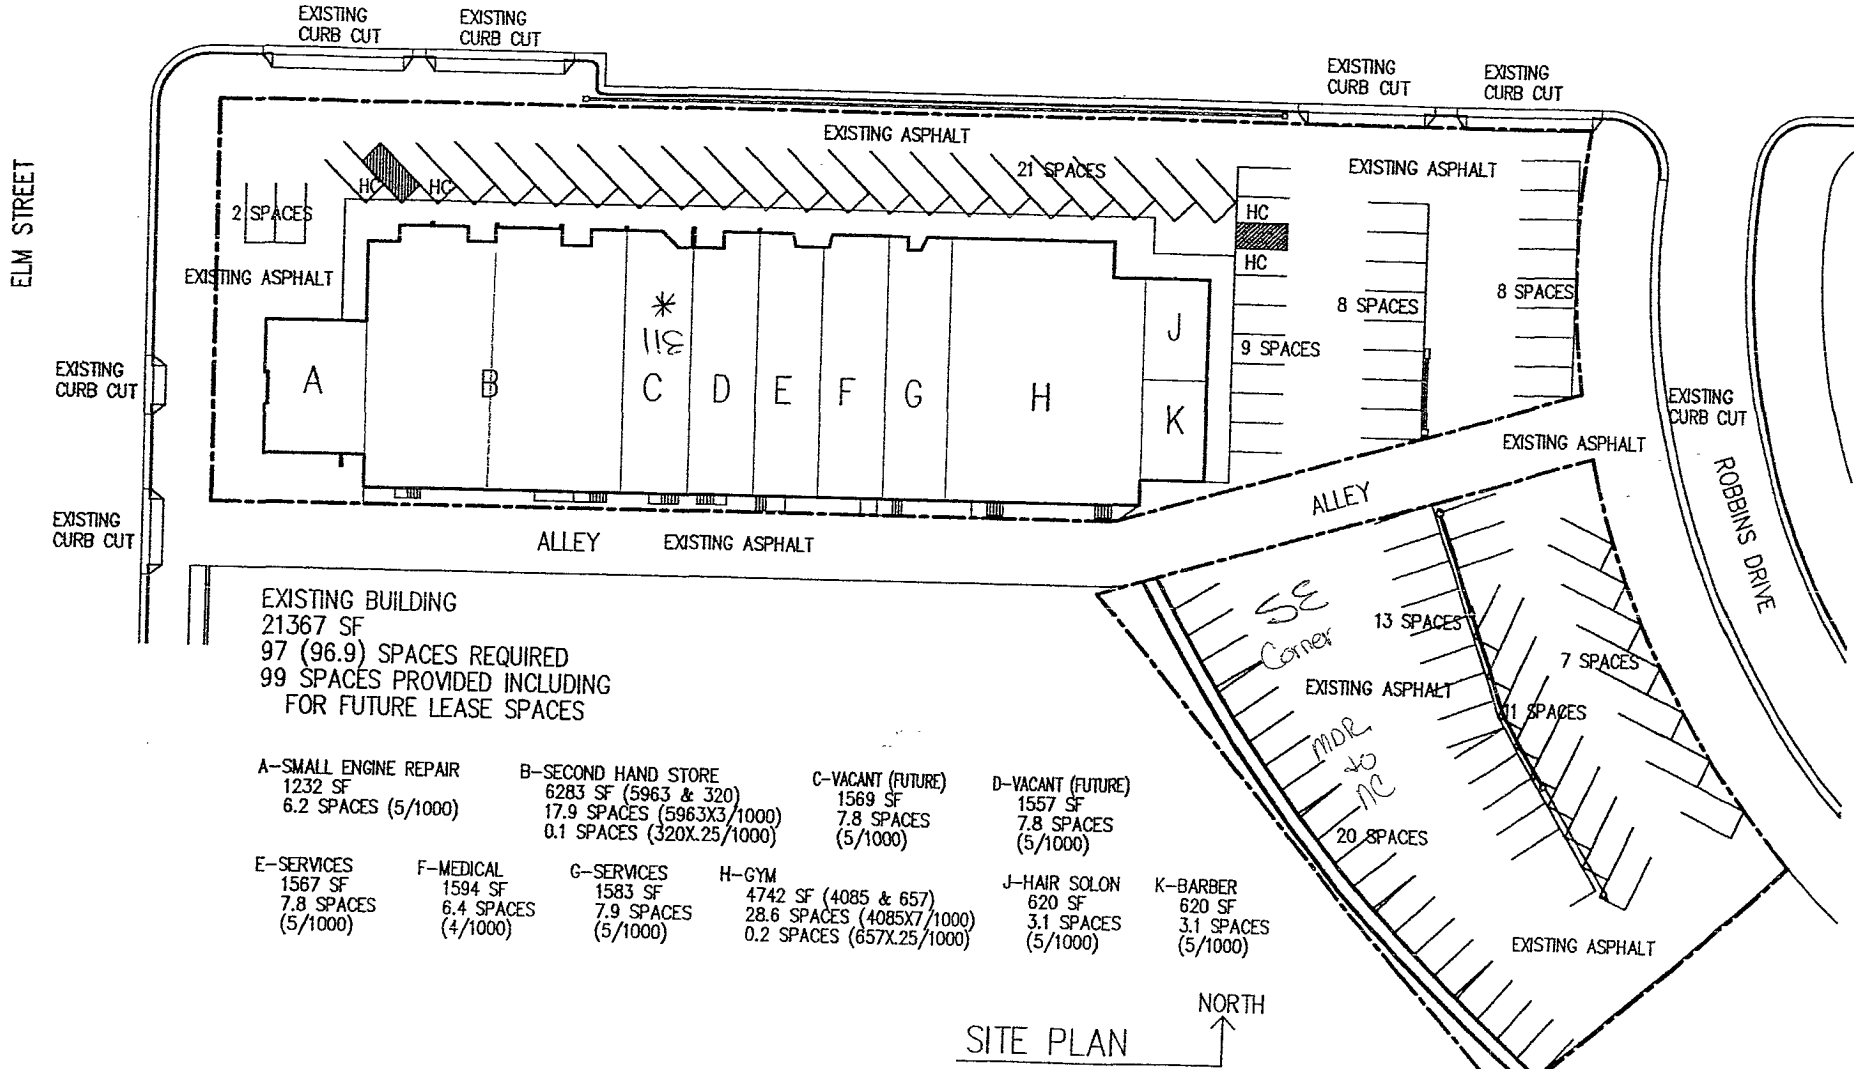 EXISTING
CURB CUT
EXISTING
CURB CUT
EXISTING
CURB CUT
EXISTING
CURB CUT
ELM STREET
EXISTING ASPHALT
EXISTING ASPHALT
21 SPACES
HC
HC
2 SPACES
HC
HC
EXISTING ASPHALT
8 SPACES
8 SPACES
9 SPACES
*
311
A
B
C
D
E
F
G
H
J
K
EXISTING
CURB CUT
EXISTING
CURB CUT
EXISTING
CURB CUT
EXISTING ASPHALT
ROBBINS DRIVE
ALLEY
ALLEY
EXISTING ASPHALT
SE
Corner
13 SPACES
7 SPACES
EXISTING ASPHALT
11 SPACES
MDR
to
NC
20 SPACES
EXISTING ASPHALT
EXISTING BUILDING
21367 SF
97 (96.9) SPACES REQUIRED
99 SPACES PROVIDED INCLUDING
FOR FUTURE LEASE SPACES
A-SMALL ENGINE REPAIR
1232 SF
6.2 SPACES (5/1000)
B-SECOND HAND STORE
6283 SF (5963 & 320)
17.9 SPACES (5963X3/1000)
0.1 SPACES (320X.25/1000)
C-VACANT (FUTURE)
1569 SF
7.8 SPACES
(5/1000)
D-VACANT (FUTURE)
1557 SF
7.8 SPACES
(5/1000)
E-SERVICES
1567 SF
7.8 SPACES
(5/1000)
F-MEDICAL
1594 SF
6.4 SPACES
(4/1000)
G-SERVICES
1583 SF
7.9 SPACES
(5/1000)
H-GYM
4742 SF (4085 & 657)
28.6 SPACES (4085X7/1000)
0.2 SPACES (657X.25/1000)
J-HAIR SOLON
620 SF
3.1 SPACES
(5/1000)
K-BARBER
620 SF
3.1 SPACES
(5/1000)
NORTH
SITE PLAN